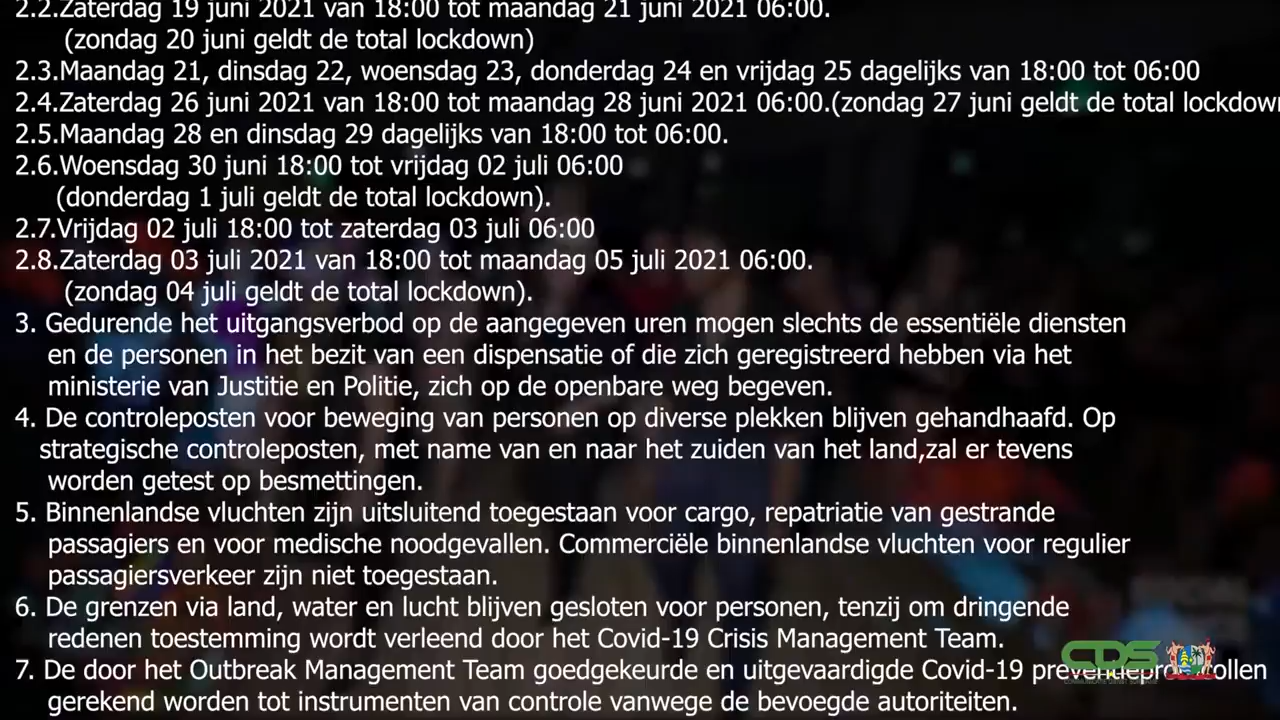 2.2.Zaterdag 19 juni 2021 van 18:00 tot maandag 21 juni 2021 06:00.
(zondag 20 juni geldt de total lockdown)
2.3.Maandag 21, dinsdag 22, woensdag 23, donderdag 24 en vrijdag 25 dagelijks van 18:00 tot 06:00
2.4.Zaterdag 26 juni 2021 van 18:00 tot maandag 28 juni 2021 06:00.(zondag 27 juni geldt de total lockdown
2.5.Maandag 28 en dinsdag 29 dagelijks van 18:00 tot 06:00.
2.6.Woensdag 30 juni 18:00 tot vrijdag 02 juli 06:00
(donderdag 1 juli geldt de total lockdown).
2.7.Vrijdag 02 juli 18:00 tot zaterdag 03 juli 06:00
2.8.Zaterdag 03 juli 2021 van 18:00 tot maandag 05 juli 2021 06:00.
(zondag 04 juli geldt de total lockdown).
3. Gedurende het uitgangsverbod op de aangegeven uren mogen slechts de essentiële diensten
en de personen in het bezit van een dispensatie of die zich geregistreerd hebben via het
ministerie van Justitie en Politie, zich op de openbare weg begeven.
4. De controleposten voor beweging van personen op diverse plekken blijven gehandhaafd. Op
strategische controleposten, met name van en naar het zuiden van het land,zal er tevens
worden getest op besmettingen.
5. Binnenlandse vluchten zijn uitsluitend toegestaan voor cargo, repatriatie van gestrande
passagiers en voor medische noodgevallen. Commerciële binnenlandse vluchten voor regulier
passagiersverkeer zijn niet toegestaan.
6. De grenzen via land, water en lucht blijven gesloten voor personen, tenzij om dringende
redenen toestemming wordt verleend door het Covid-19 Crisis Management Team.
7. De door het Outbreak Management Team goedgekeurde en uitgevaardigde Covid-19 preventieprotocollen
gerekend worden tot instrumenten van controle vanwege de bevoegde autoriteiten.
CDS